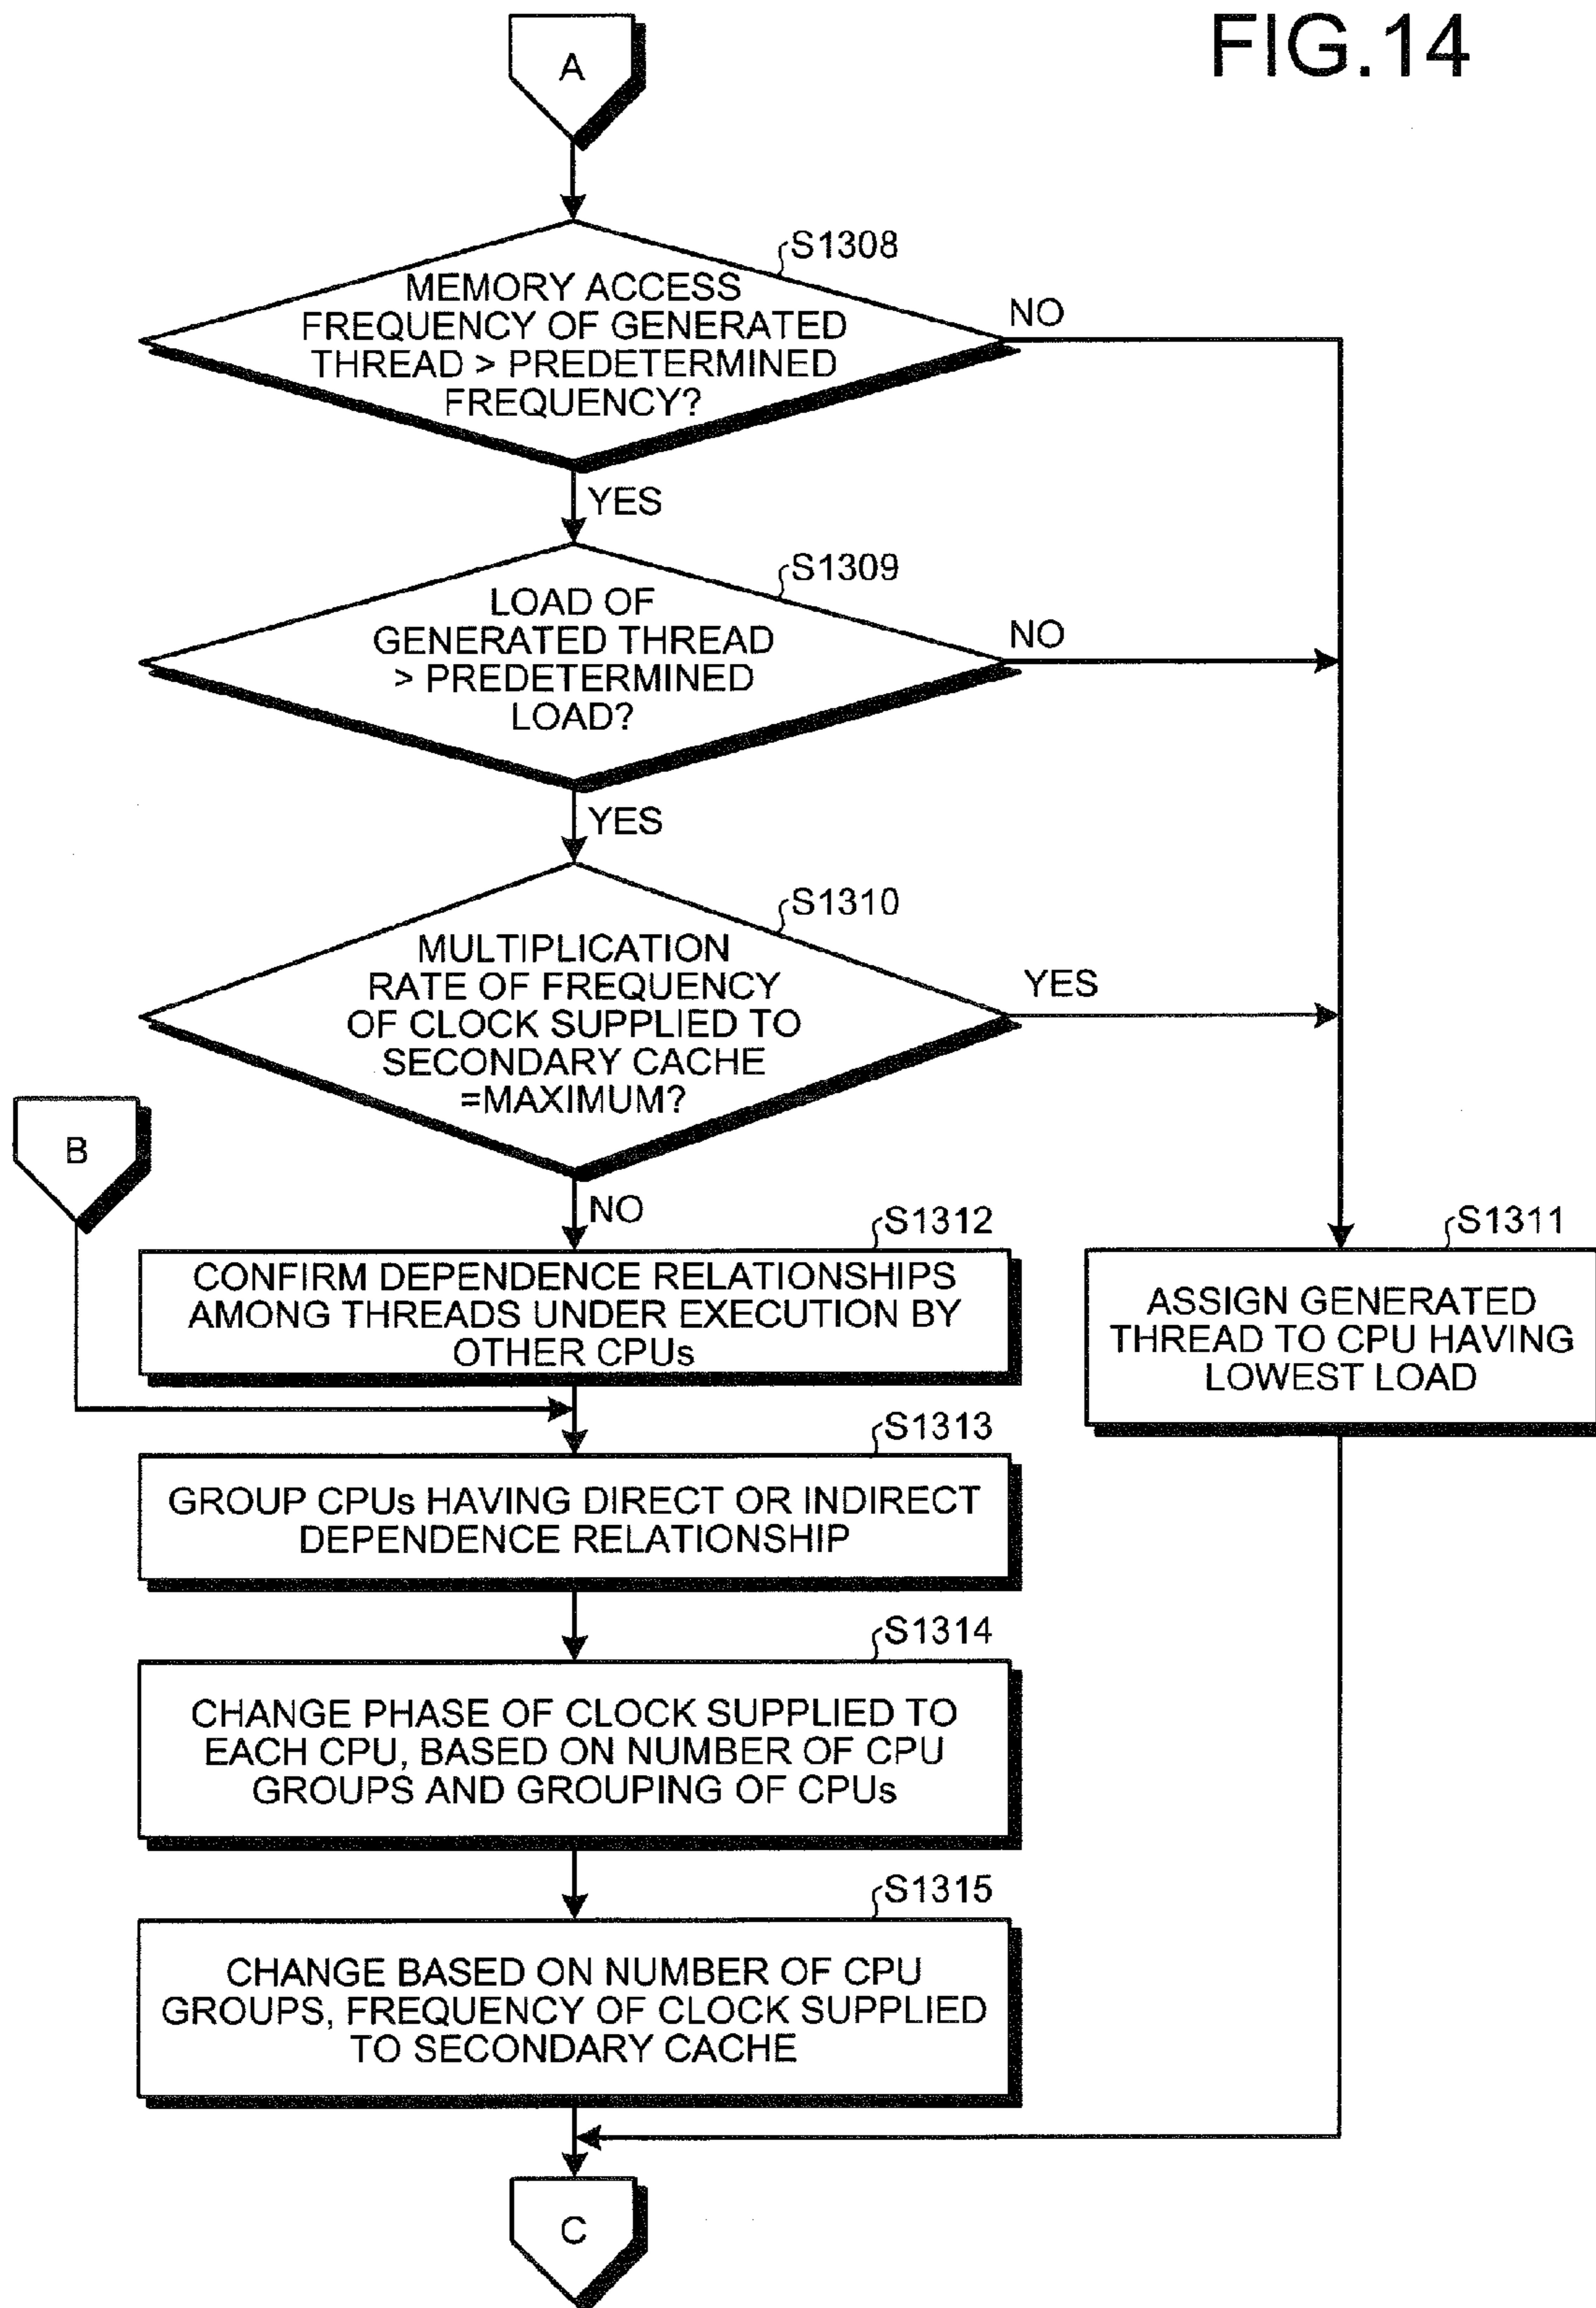 FIG.14
A
S1308
MEMORY ACCESS
FREQUENCY OF GENERATED
THREAD > PREDETERMINED
FREQUENCY?
NO
YES
S1309
LOAD OF
GENERATED THREAD
> PREDETERMINED
LOAD?
NO
YES
S1310
MULTIPLICATION
RATE OF FREQUENCY
OF CLOCK SUPPLIED TO
SECONDARY CACHE
=MAXIMUM?
YES
B
NO
S1312
CONFIRM DEPENDENCE RELATIONSHIPS
AMONG THREADS UNDER EXECUTION BY
OTHER CPUs
S1311
ASSIGN GENERATED
THREAD TO CPU HAVING
LOWEST LOAD
S1313
GROUP CPUs HAVING DIRECT OR INDIRECT
DEPENDENCE RELATIONSHIP
S1314
CHANGE PHASE OF CLOCK SUPPLIED TO
EACH CPU, BASED ON NUMBER OF CPU
GROUPS AND GROUPING OF CPUs
S1315
CHANGE BASED ON NUMBER OF CPU
GROUPS, FREQUENCY OF CLOCK SUPPLIED
TO SECONDARY CACHE
C